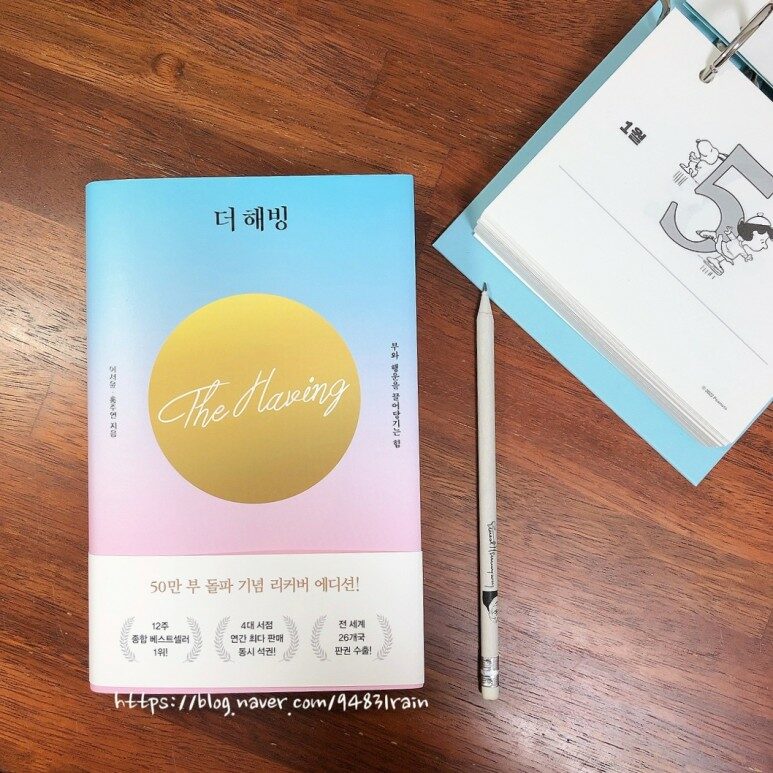 더 해빙
The Having
이서윤 홍주연 지음
부와 행운을 끌어당기는 힘
50만 부 돌파 기념 리커버 에디션!
12주
종합 베스트셀러
1위!
4대 서점
연간 최다 판매
동시 석권!
전 세계
26개국
판권 수출!
https://blog.naver.com/94831rain
1월
5